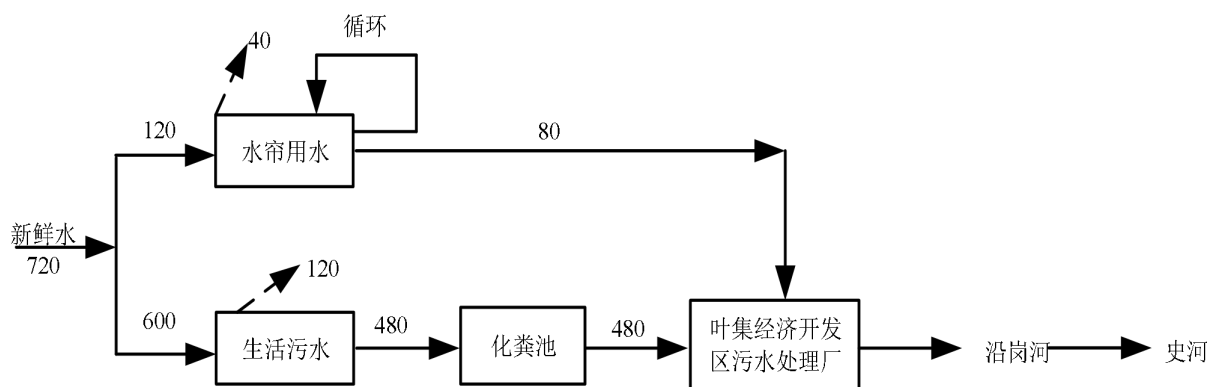 循环
40
120
水帘用水
80
新鲜水
720
120
600
生活污水
480
化粪池
480
叶集经济开发
区污水处理厂
沿岗河
史河